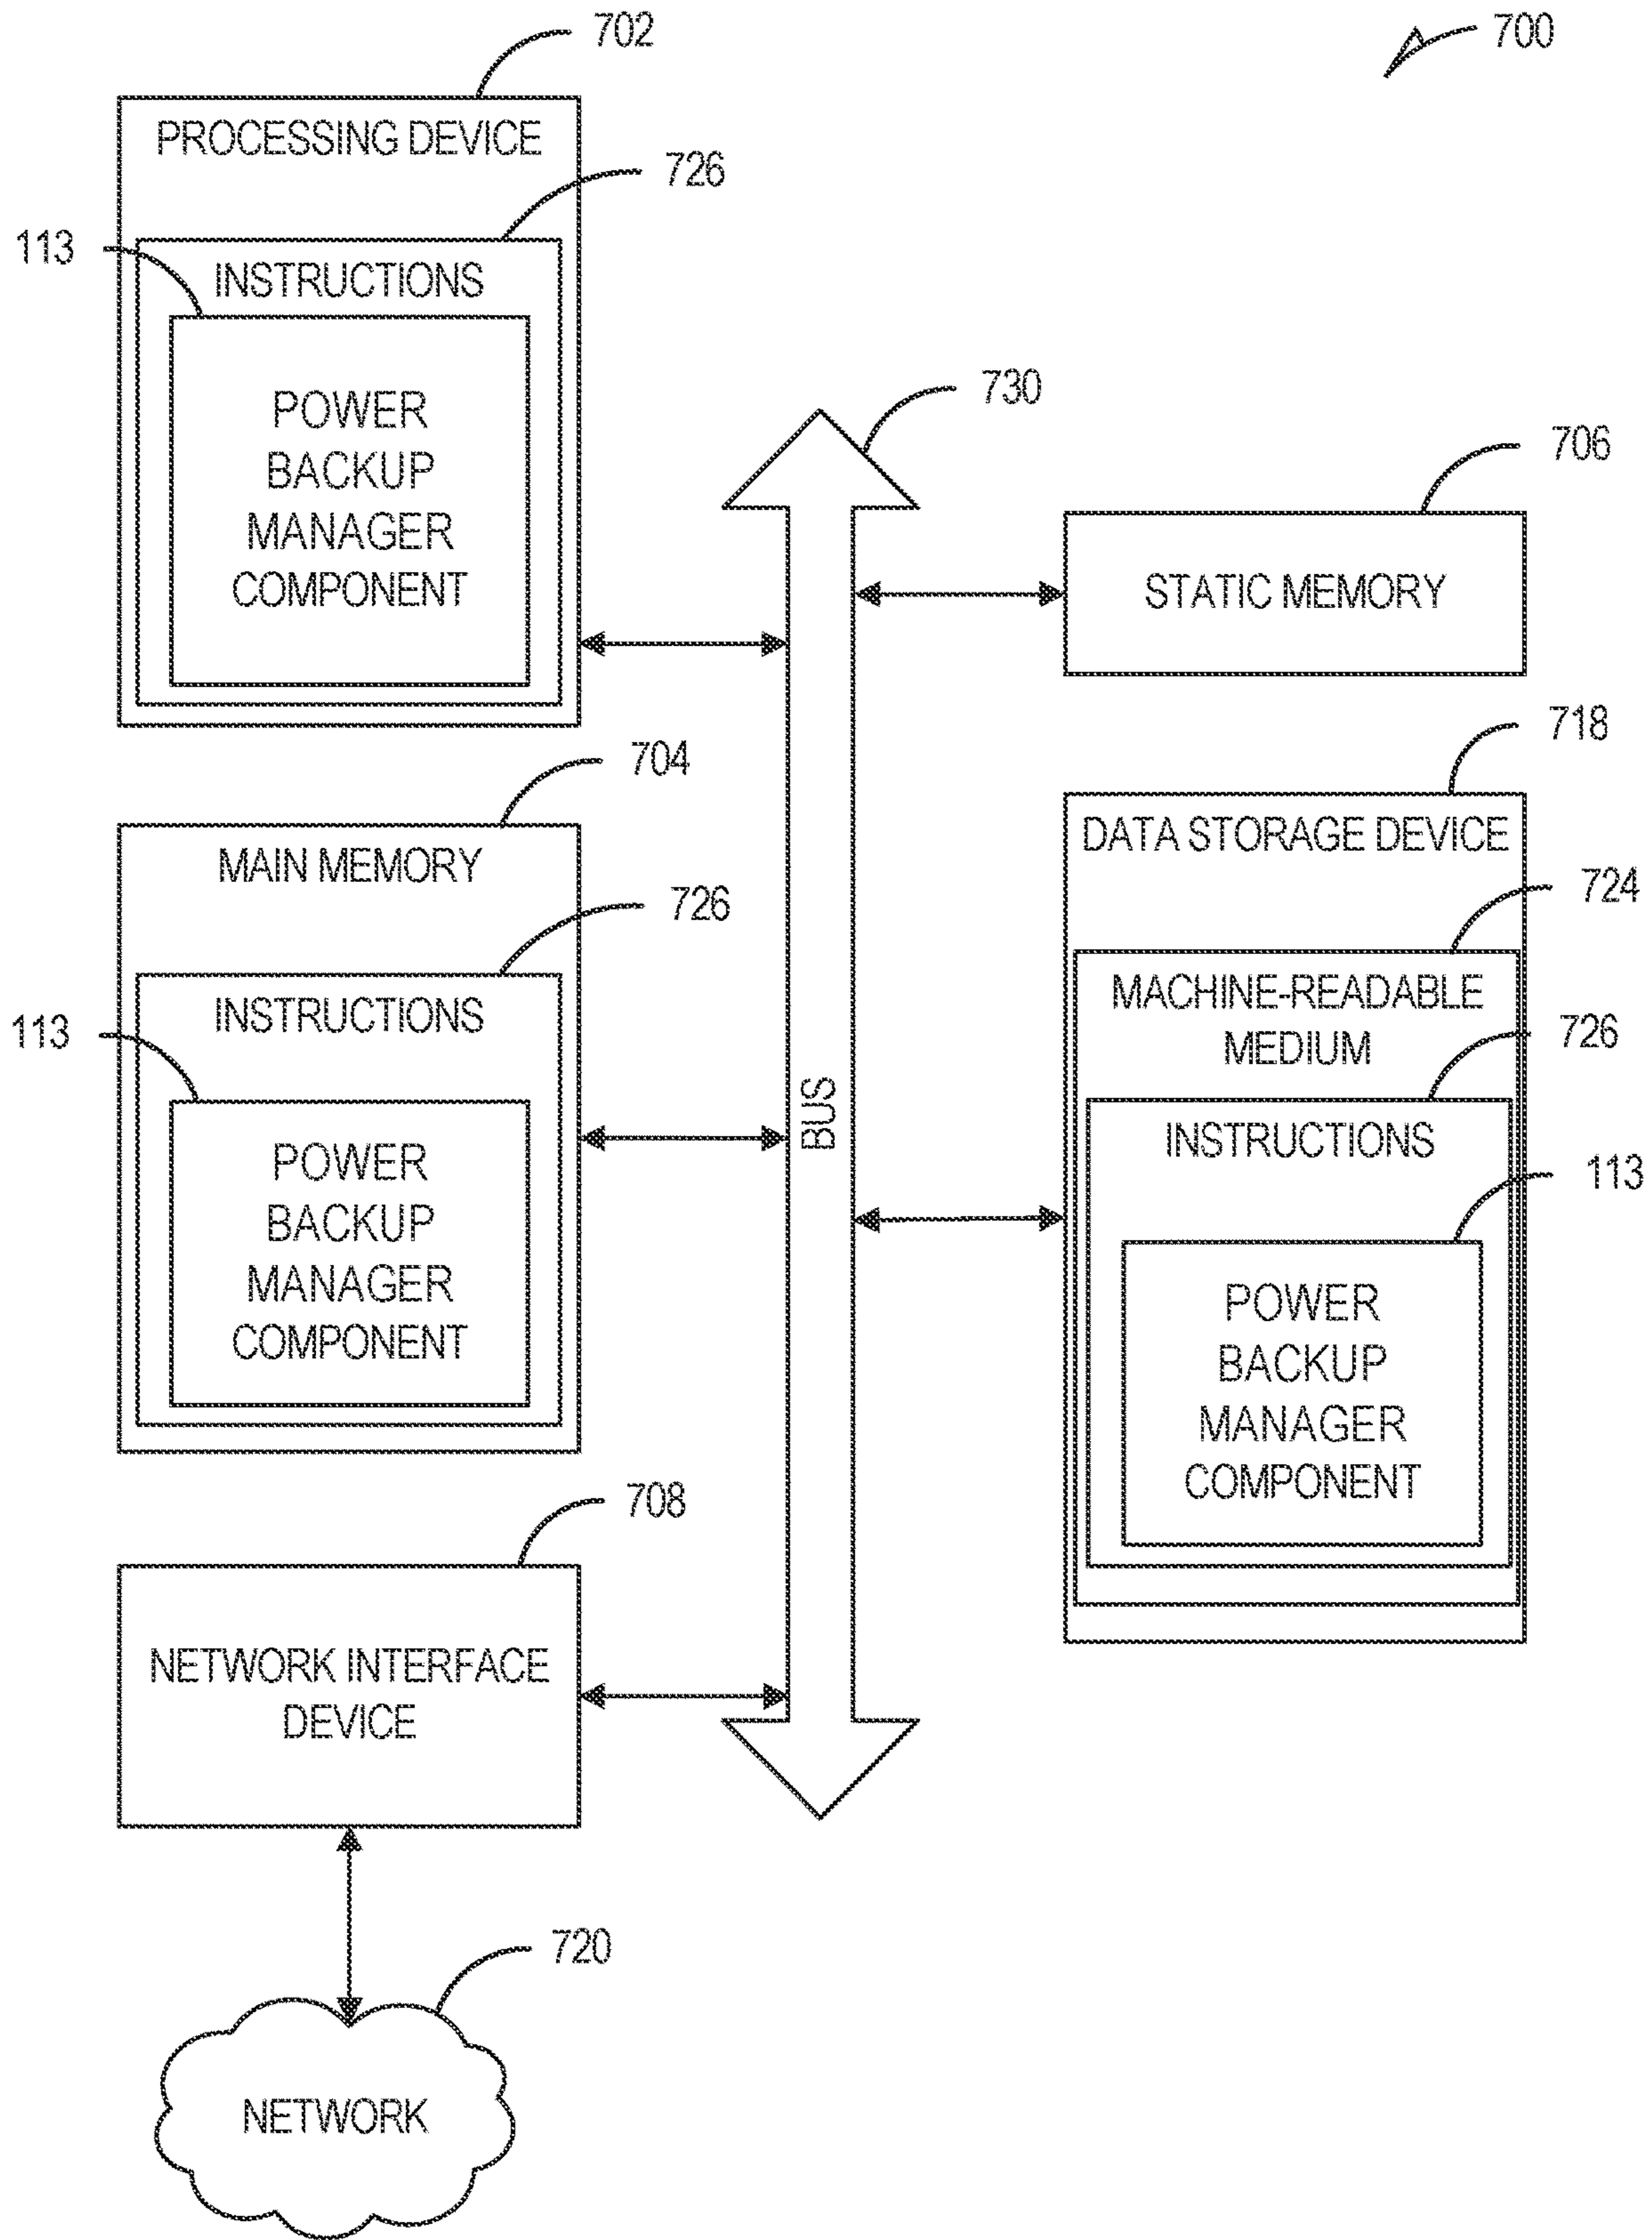 702
700
PROCESSING DEVICE
726
113
INSTRUCTIONS
POWER
BACKUP
MANAGER
COMPONENT
730
706
STATIC MEMORY
704
MAIN MEMORY
726
INSTRUCTIONS
113
POWER
BACKUP
MANAGER
COMPONENT
BUS
718
DATA STORAGE DEVICE
724
MACHINE-READABLE
MEDIUM
726
INSTRUCTIONS
113
POWER
BACKUP
MANAGER
COMPONENT
708
NETWORK INTERFACE
DEVICE
720
NETWORK